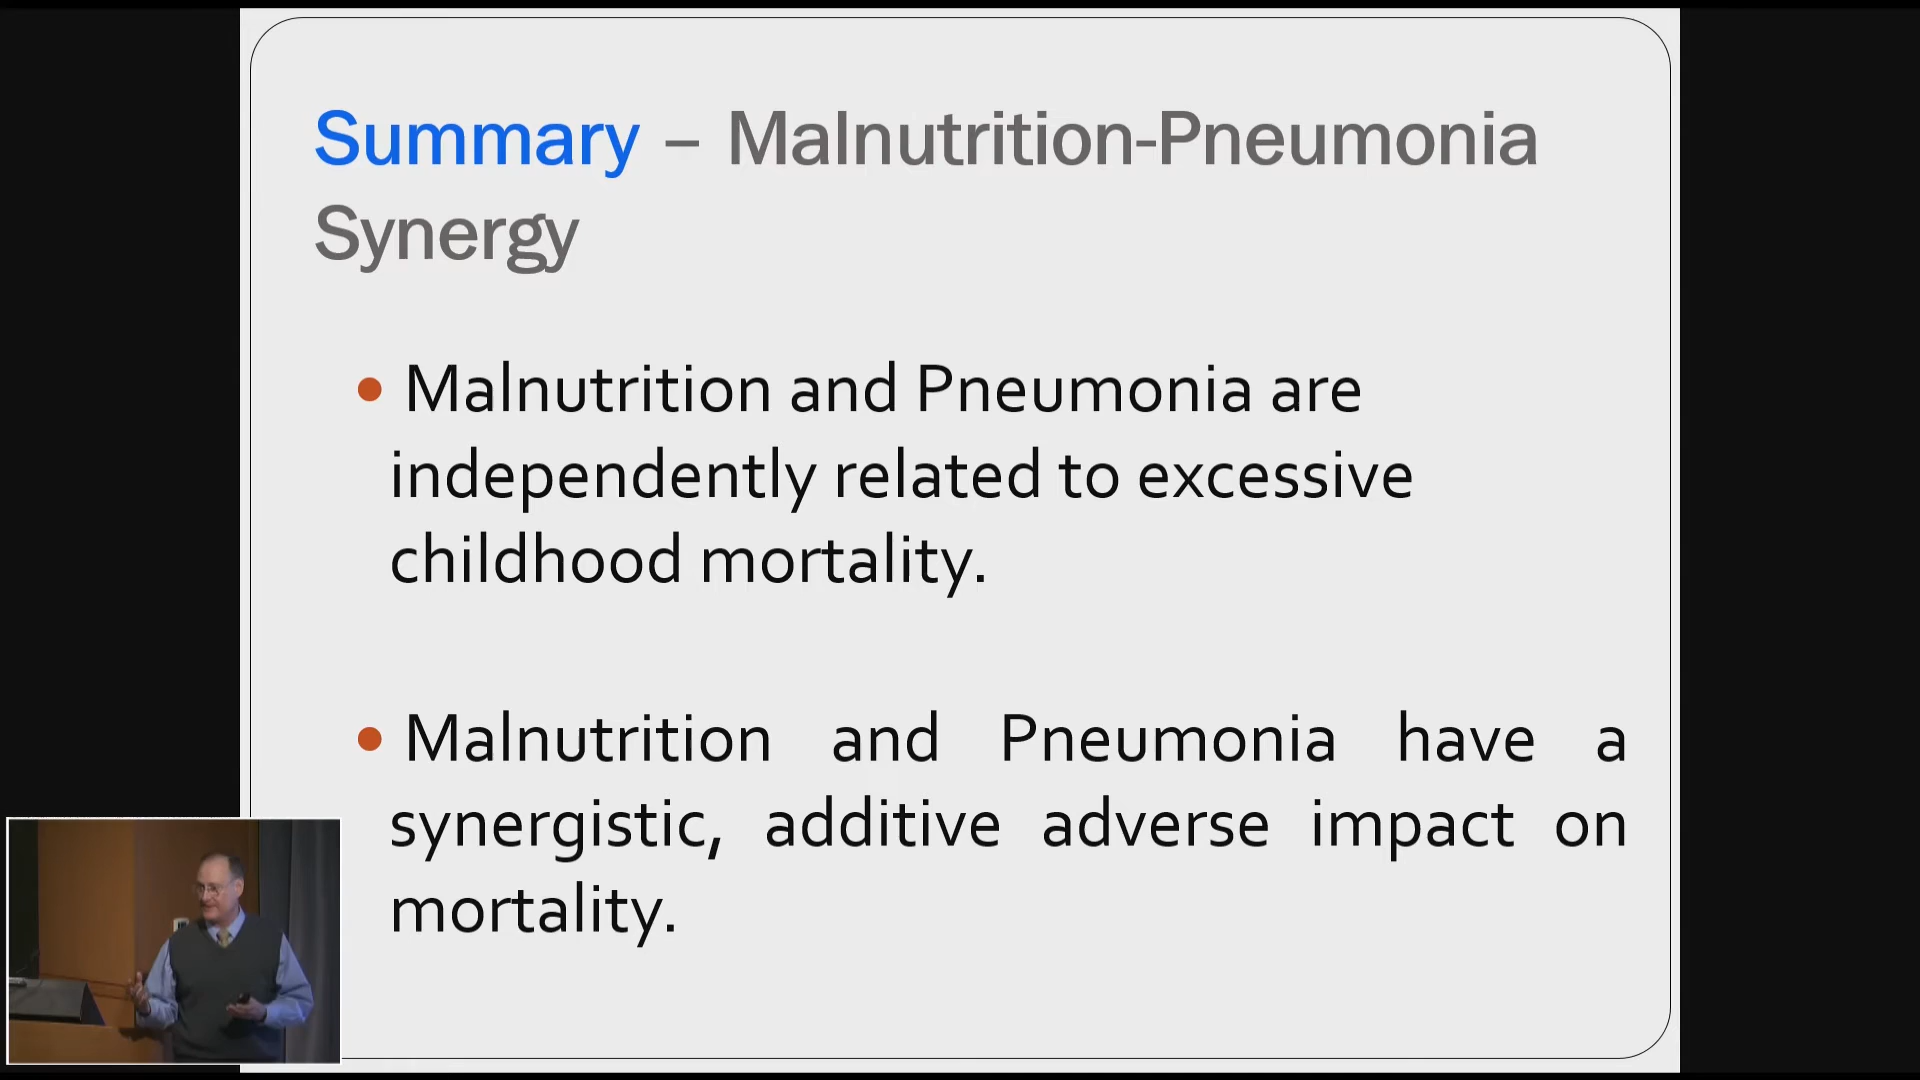 Summary – Malnutrition-Pneumonia
Synergy
• Malnutrition and Pneumonia are
independently related to excessive
childhood mortality.
• Malnutrition and Pneumonia have a
synergistic, additive adverse impact on
mortality.